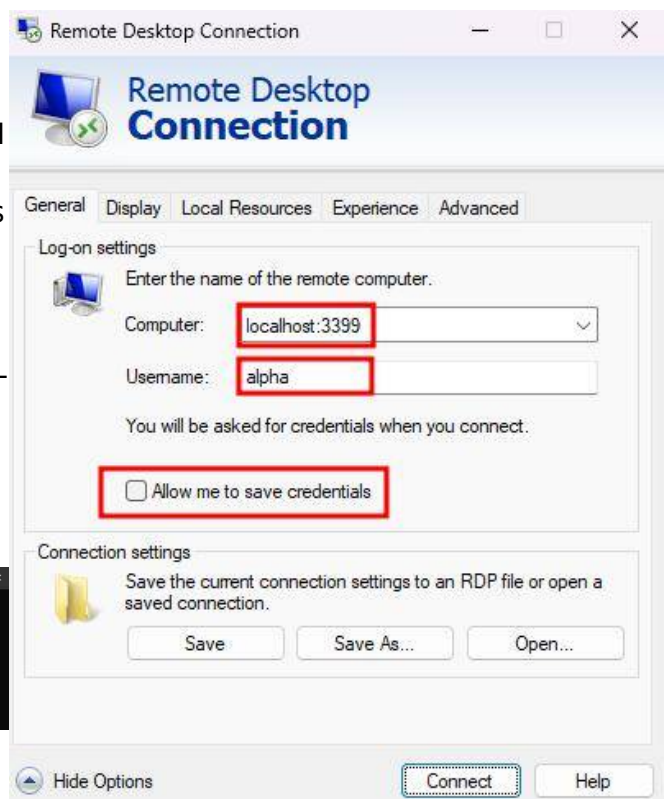 Remote Desktop Connection
Remote Desktop
Connection
General Display Local Resources Experience Advanced
Log-on settings
Enter the name of the remote computer.
Computer: localhost:3399
Username: alpha
You will be asked for credentials when you connect.
Allow me to save credentials
Connection settings
Save the current connection settings to an RDP file or open a
saved connection.
Save Save As... Open...
Hide Options Connect Help